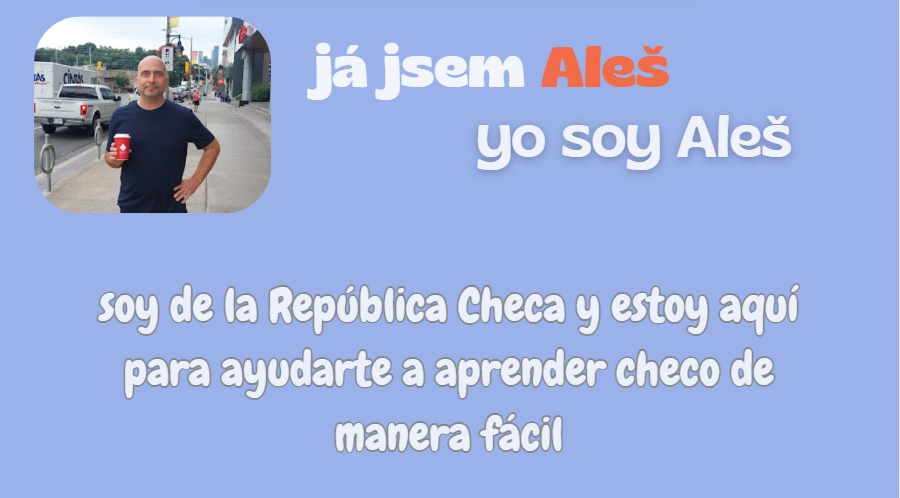 já jsem Aleš
yo soy Aleš
CINTAS
soy de la República Checa y estoy aquí
para ayudarte a aprender checo de
manera fácil